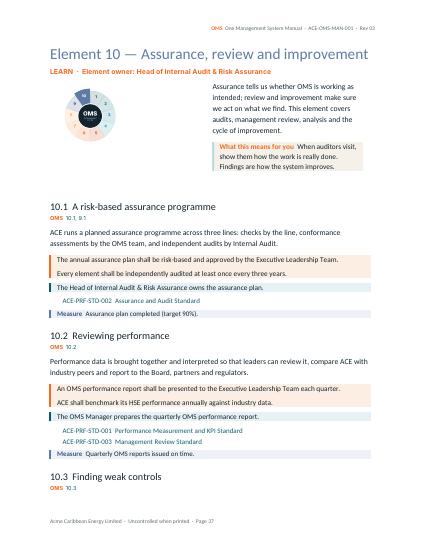 OMS One Management System Manual · ACE-OMS-MAN-001 · Rev 03
Element 10 — Assurance, review and improvement
LEARN · Element owner: Head of Internal Audit & Risk Assurance
10
1
OMS
Assurance tells us whether OMS is working as
intended; review and improvement make sure
we act on what we find. This element covers
audits, management review, analysis and the
cycle of improvement.
What this means for you When auditors visit,
show them how the work is really done.
Findings are how the system improves.
10.1 A risk-based assurance programme
OMS 10.1, 9.1
ACE runs a planned assurance programme across three lines: checks by the line, conformance
assessments by the OMS team, and independent audits by Internal Audit.
The annual assurance plan shall be risk-based and approved by the Executive Leadership Team.
Every element shall be independently audited at least once every three years.
The Head of Internal Audit & Risk Assurance owns the assurance plan.
ACE-PRF-STD-002 Assurance and Audit Standard
Measure Assurance plan completed (target 90%).
10.2 Reviewing performance
OMS 10.2
Performance data is brought together and interpreted so that leaders can review it, compare ACE with
industry peers and report to the Board, partners and regulators.
An OMS performance report shall be presented to the Executive Leadership Team each quarter.
ACE shall benchmark its HSE performance annually against industry data.
The OMS Manager prepares the quarterly OMS performance report.
ACE-PRF-STD-001 Performance Measurement and KPI Standard
ACE-PRF-STD-003 Management Review Standard
Measure Quarterly OMS reports issued on time.
10.3 Finding weak controls
OMS 10.3
Acme Caribbean Energy Limited · Uncontrolled when printed · Page 37